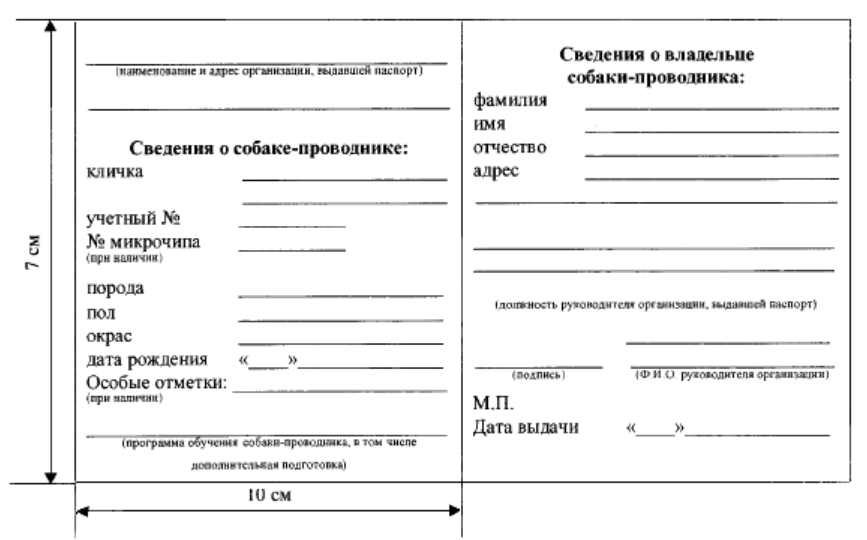 (наименование и адрес организации, выдавшей паспорт)
Сведения о собаке-проводнике:
кличка
учетный №
№ микрочипа
(при наличии)
порода
пол
окрас
дата рождения «___»
Особые отметки:
(при наличии)
(программа обучения собаки-проводника, в том числе
дополнительная подготовка)
Сведения о владельце
собаки-проводника:
фамилия
имя
отчество
адрес
(должность руководителя организации, выдавшей паспорт)
(подпись) (Ф.И.О. руководителя организации)
М.П.
Дата выдачи «___»
7 см
10 см